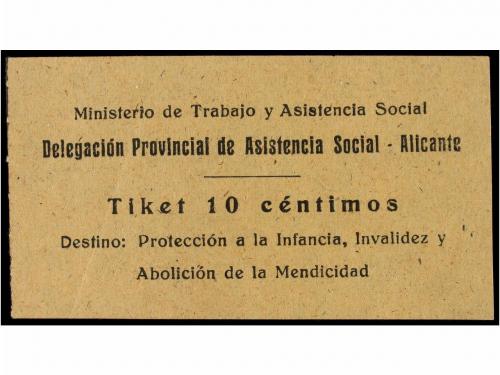 Ministerio de Trabajo y Asistencia Social
Delegación Provincial de Asistencia Social - Alicante
Tiket 10 céntimos
Destino: Protección a la Infancia, Invalidez y
Abolición de la Mendicidad